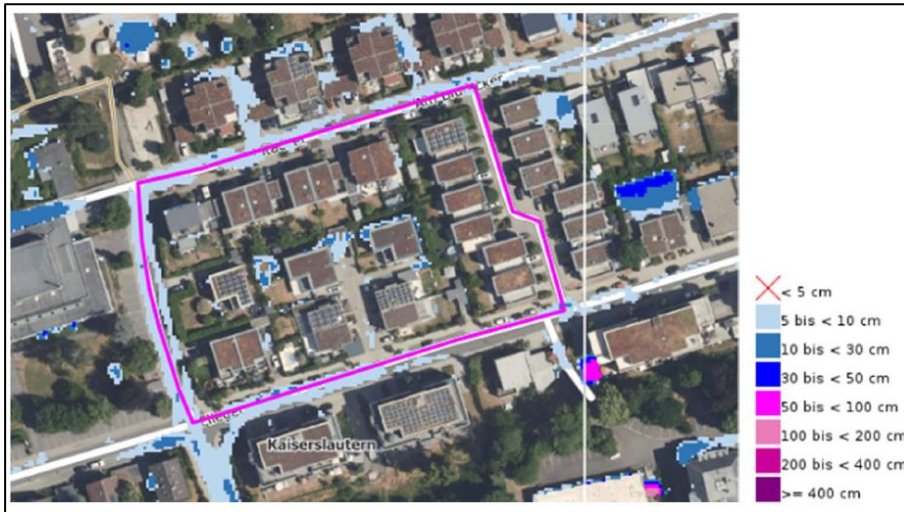 Kaiserslautern
< 5 cm
5 bis < 10 cm
10 bis < 30 cm
30 bis < 50 cm
50 bis < 100 cm
100 bis < 200 cm
200 bis < 400 cm
>= 400 cm